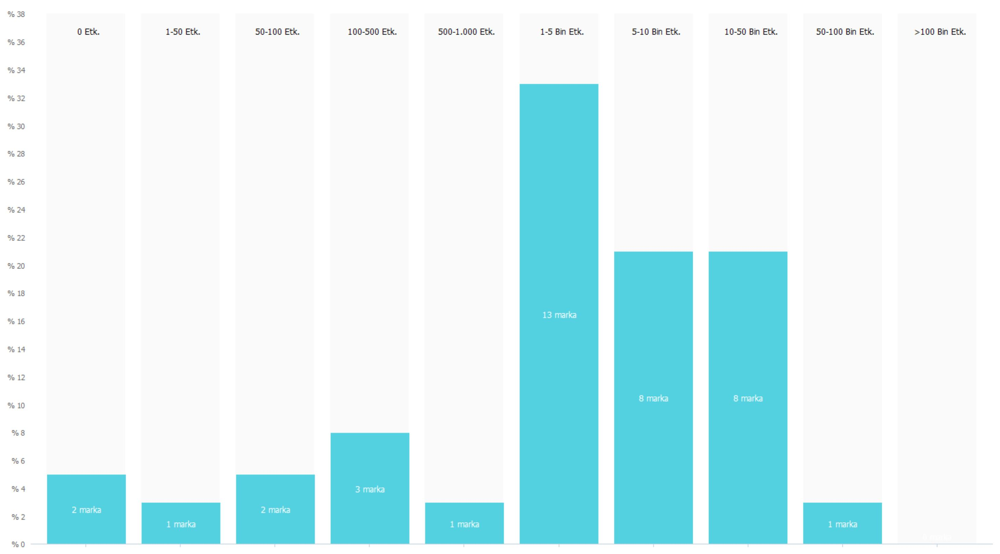 % 38
% 36
% 34
% 32
% 30
% 28
% 26
% 24
% 22
% 20
% 18
% 16
% 14
% 12
% 10
% 8
% 6
% 4
% 2
% 0
0 Etk.
1-50 Etk.
50-100 Etk.
100-500 Etk.
500-1.000 Etk.
1-5 Bin Etk.
5-10 Bin Etk.
10-50 Bin Etk.
50-100 Bin Etk.
>100 Bin Etk.
2 marka
1 marka
2 marka
3 marka
1 marka
13 marka
8 marka
8 marka
1 marka
0 marka